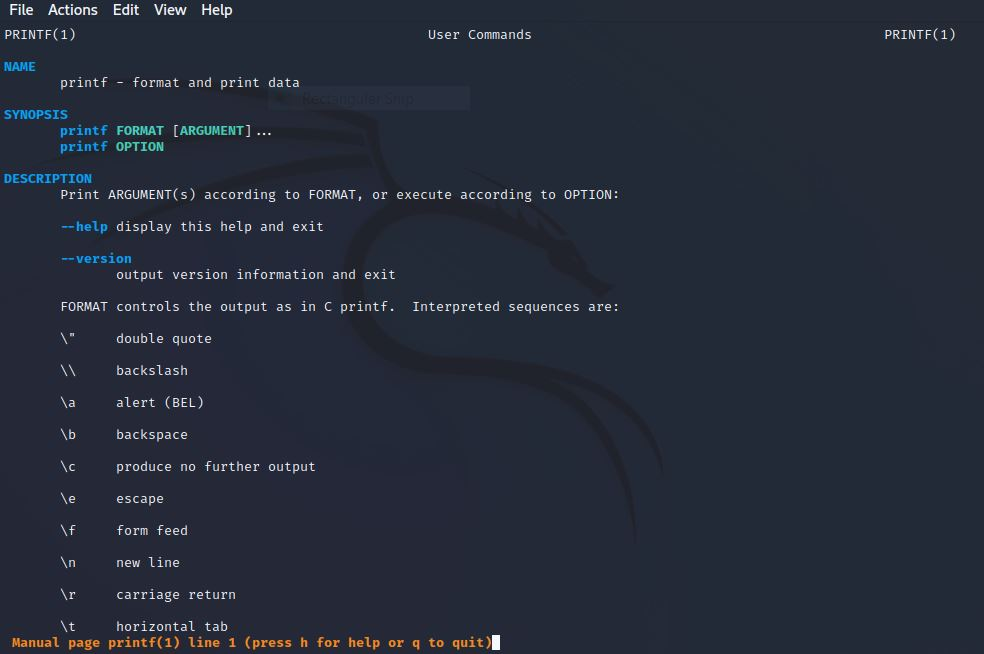 File Actions Edit View Help
PRINTF(1) User Commands PRINTF(1)
NAME
printf - format and print data
Rectangular Snip
SYNOPSIS
printf FORMAT [ARGUMENT]...
printf OPTION
DESCRIPTION
Print ARGUMENT(s) according to FORMAT, or execute according to OPTION:
--help display this help and exit
--version
output version information and exit
FORMAT controls the output as in C printf. Interpreted sequences are:
\" double quote
\\ backslash
\a alert (BEL)
\b backspace
\c produce no further output
\e escape
\f form feed
\n new line
\r carriage return
\t horizontal tab
Manual page printf(1) line 1 (press h for help or q to quit)